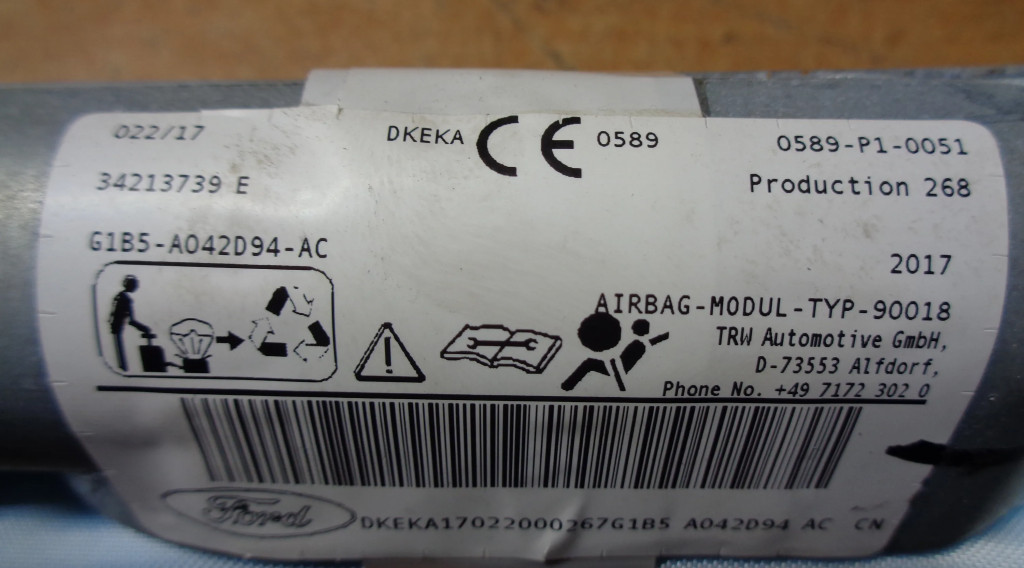 022/17
DKEKA CE 0589
0589-P1-0051
34213739 E
Production 268
G1B5-A042D94-AC
2017
AIRBAG-MODUL-TYP-90018
TRW Automotive GmbH,
D-73553 Alfdorf,
Phone No. +49 7172 302 0
Ford
DKEKA17022000267G1B5 A042D94 AC CN